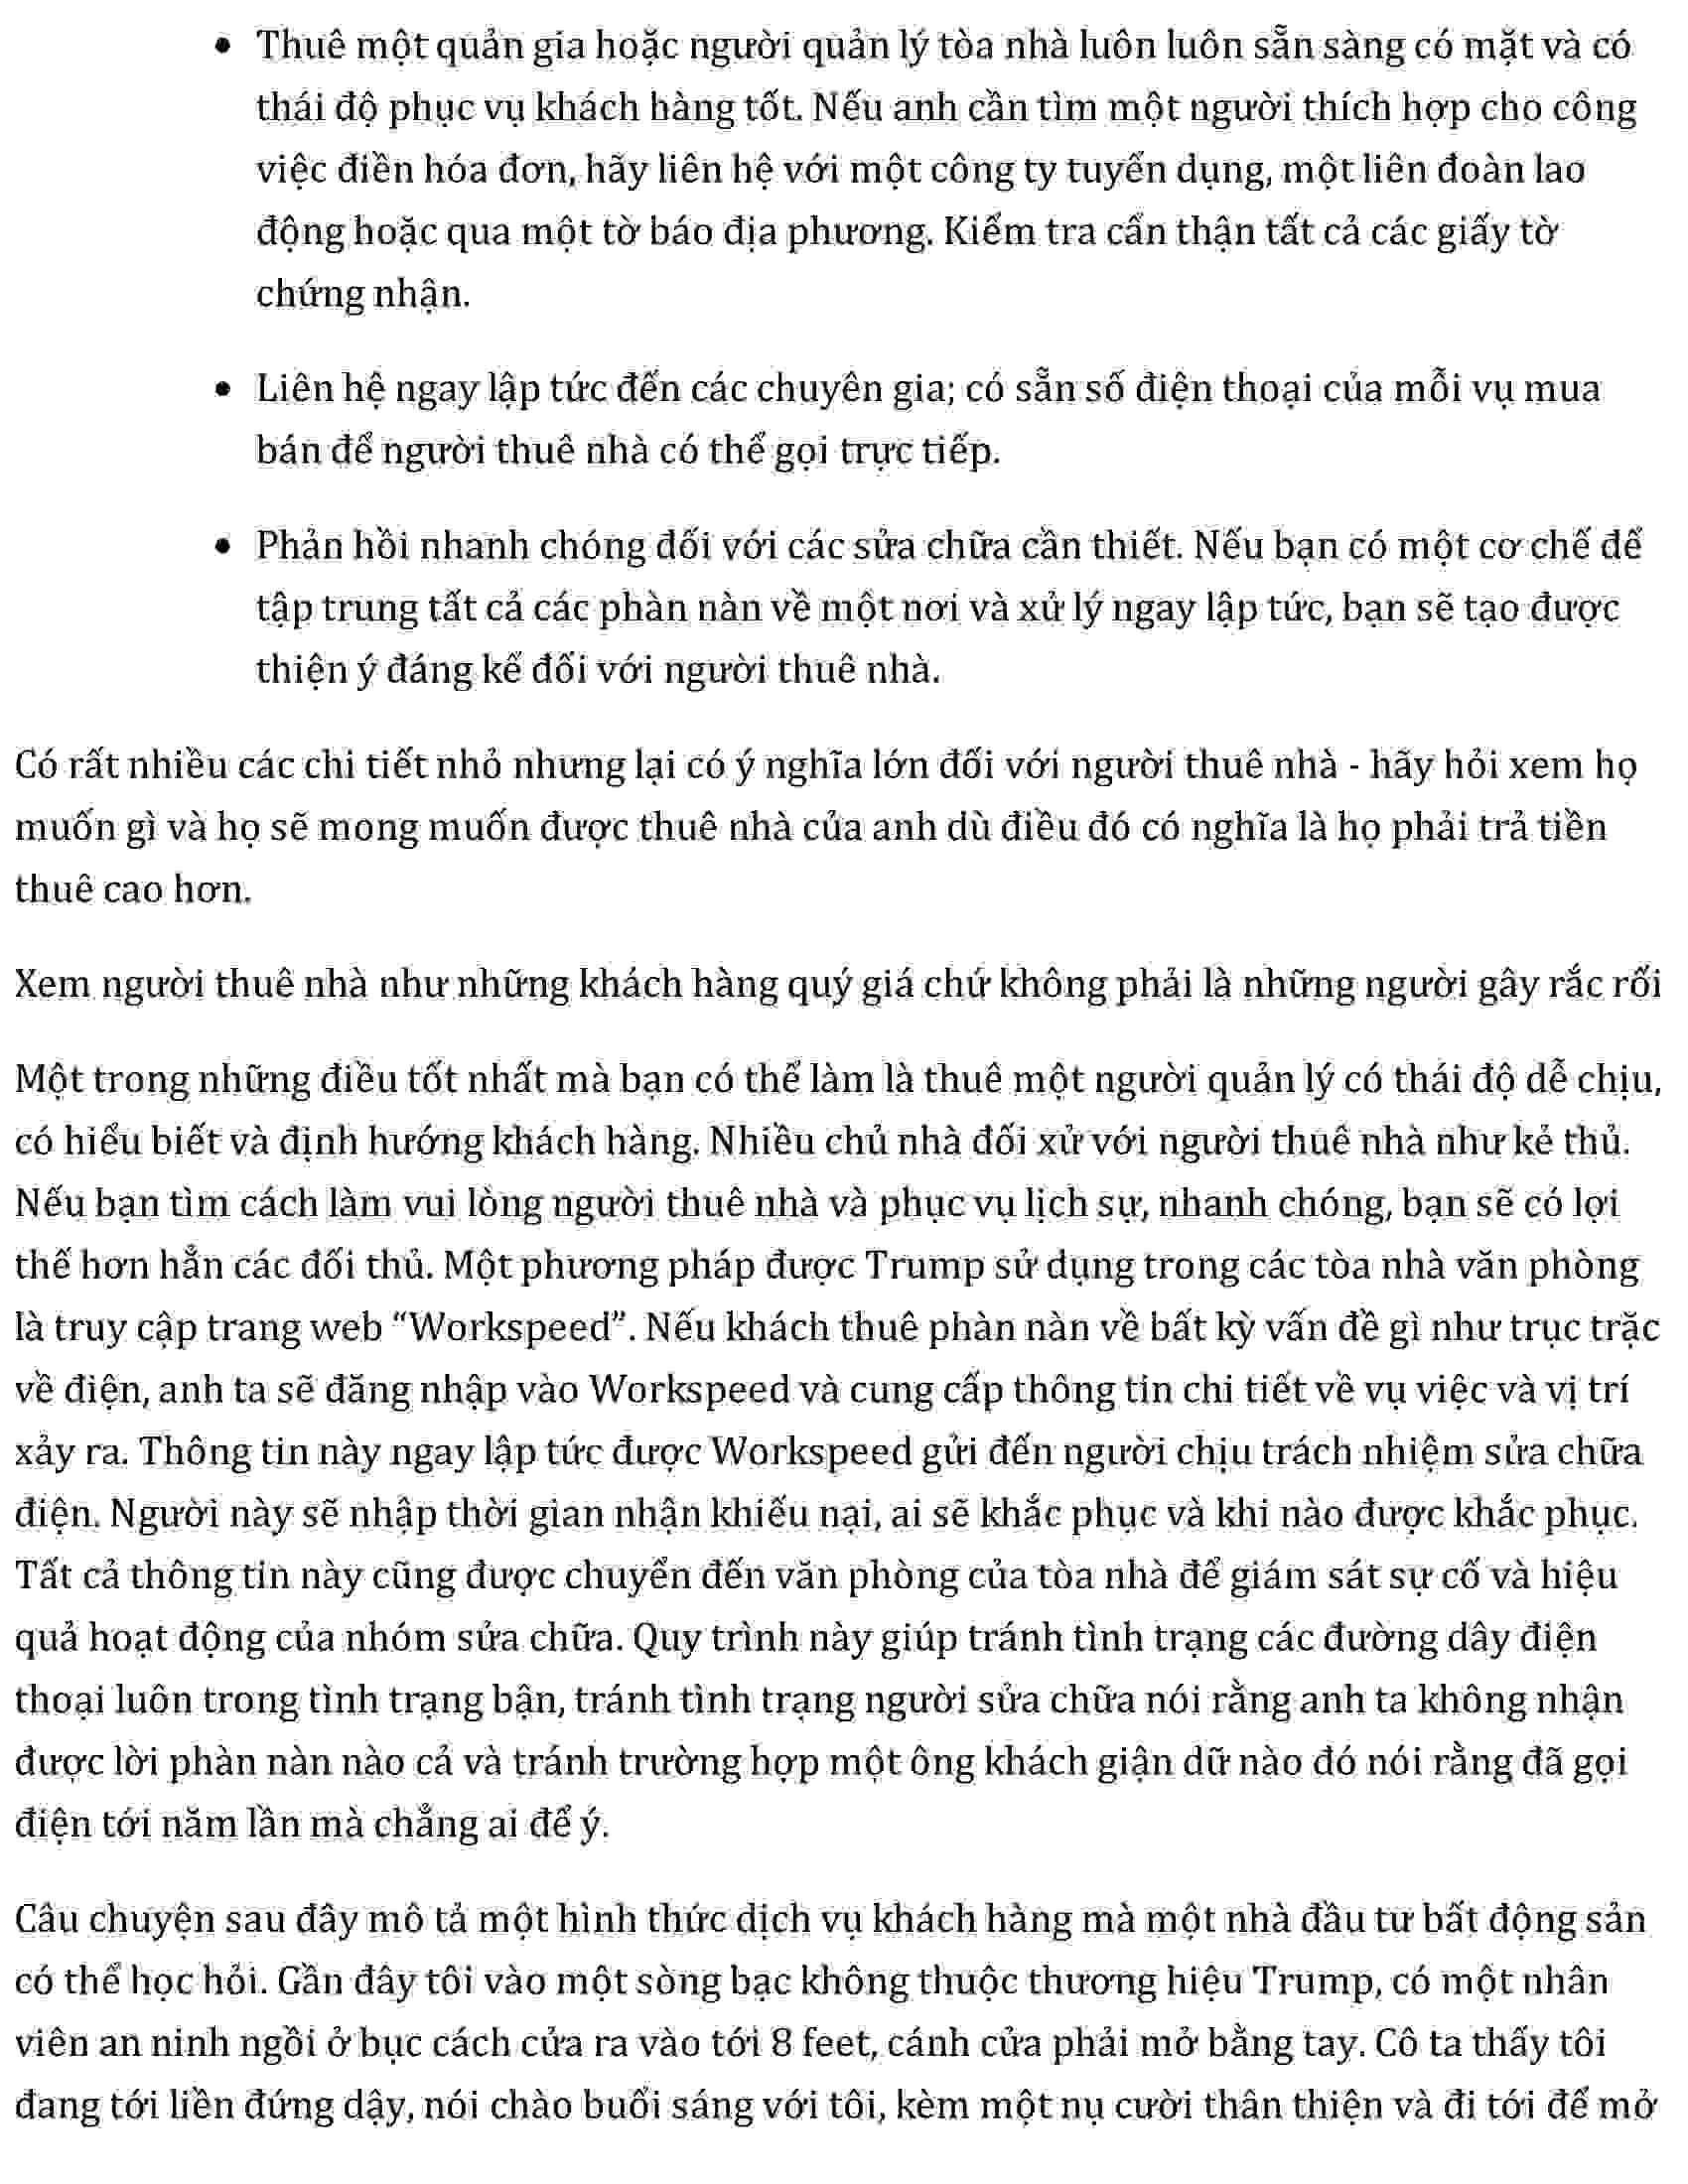 • Thuê một quản gia hoặc người quản lý tòa nhà luôn luôn sẵn sàng có mặt và có
thái độ phục vụ khách hàng tốt. Nếu anh cần tìm một người thích hợp cho công
việc điền hóa đơn, hãy liên hệ với một công ty tuyển dụng, một liên đoàn lao
động hoặc qua một tờ báo địa phương. Kiểm tra cẩn thận tất cả các giấy tờ
chứng nhận.
• Liên hệ ngay lập tức đến các chuyên gia; có sẵn số điện thoại của mỗi vụ mua
bán để người thuê nhà có thể gọi trực tiếp.
• Phản hồi nhanh chóng đối với các sửa chữa cần thiết. Nếu bạn có một cơ chế để
tập trung tất cả các phàn nàn về một nơi và xử lý ngay lập tức, bạn sẽ tạo được
thiện ý đáng kể đối với người thuê nhà.
Có rất nhiều các chi tiết nhỏ nhưng lại có ý nghĩa lớn đối với người thuê nhà - hãy hỏi xem họ
muốn gì và họ sẽ mong muốn được thuê nhà của anh dù điều đó có nghĩa là họ phải trả tiền
thuê cao hơn.
Xem người thuê nhà như những khách hàng quý giá chứ không phải là những người gây rắc rối
Một trong những điều tốt nhất mà bạn có thể làm là thuê một người quản lý có thái độ dễ chịu,
có hiểu biết và định hướng khách hàng. Nhiều chủ nhà đối xử với người thuê nhà như kẻ thù.
Nếu bạn tìm cách làm vui lòng người thuê nhà và phục vụ lịch sự, nhanh chóng, bạn sẽ có lợi
thế hơn hẳn các đối thủ. Một phương pháp được Trump sử dụng trong các tòa nhà văn phòng
là truy cập trang web “Workspeed”. Nếu khách thuê phàn nàn về bất kỳ vấn đề gì như trục trặc
về điện, anh ta sẽ đăng nhập vào Workspeed và cung cấp thông tin chi tiết về vụ việc và vị trí
xảy ra. Thông tin này ngay lập tức được Workspeed gửi đến người chịu trách nhiệm sửa chữa
điện. Người này sẽ nhập thời gian nhận khiếu nại, ai sẽ khắc phục và khi nào được khắc phục.
Tất cả thông tin này cũng được chuyển đến văn phòng của tòa nhà để giám sát sự cố và hiệu
quả hoạt động của nhóm sửa chữa. Quy trình này giúp tránh tình trạng các đường dây điện
thoại luôn trong tình trạng bận, tránh tình trạng người sửa chữa nói rằng anh ta không nhận
được lời phàn nàn nào cả và tránh trường hợp một ông khách giận dữ nào đó nói rằng đã gọi
điện tới năm lần mà chẳng ai để ý.
Câu chuyện sau đây mô tả một hình thức dịch vụ khách hàng mà một nhà đầu tư bất động sản
có thể học hỏi. Gần đây tôi vào một sòng bạc không thuộc thương hiệu Trump, có một nhân
viên an ninh ngồi ở bục cách cửa ra vào tới 8 feet, cánh cửa phải mở bằng tay. Cô ta thấy tôi
đang tới liền đứng dậy, nói chào buổi sáng với tôi, kèm một nụ cười thân thiện và đi tới để mở